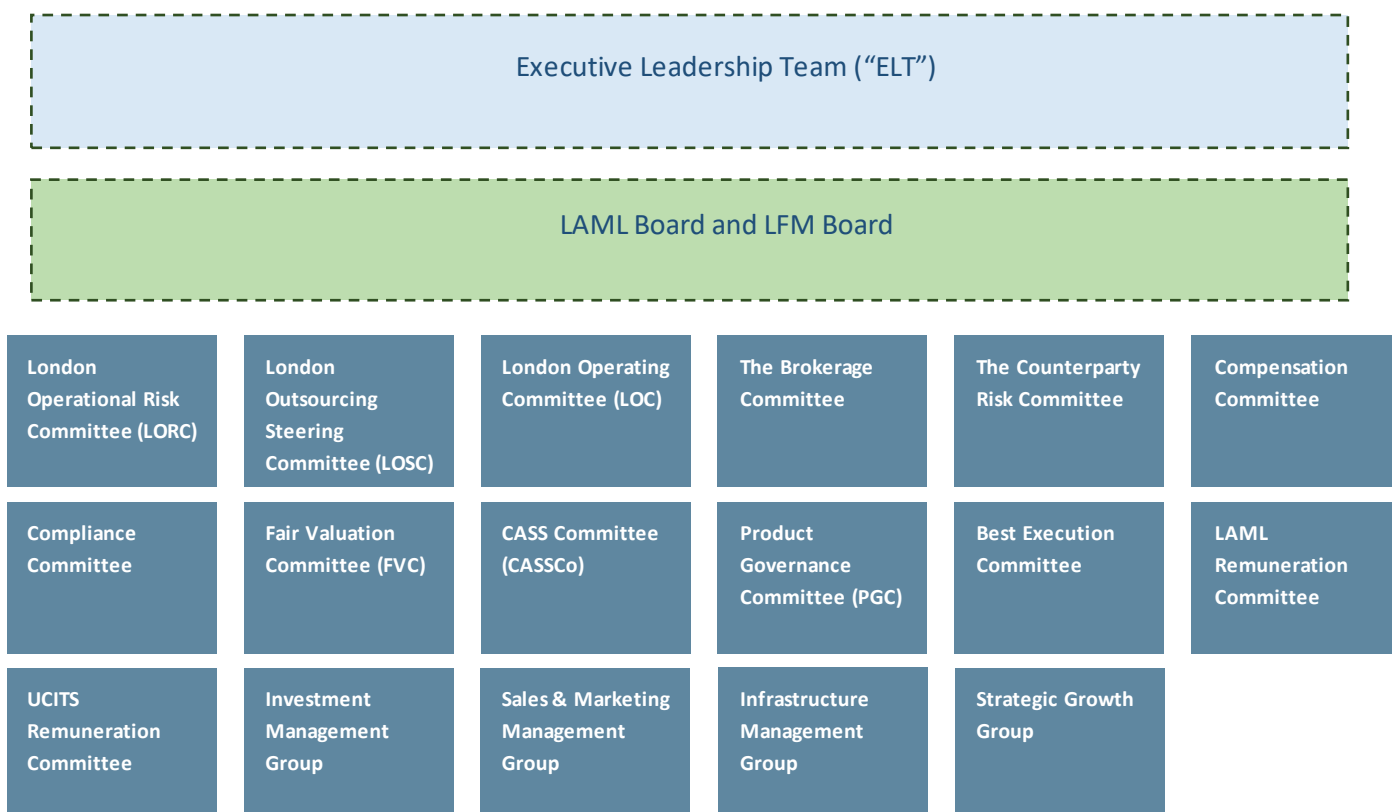 Executive Leadership Team (“ELT”)
LAML Board and LFM Board
London
Operational Risk
Committee (LORC)
London
Outsourcing
Steering
Committee (LOSC)
London Operating
Committee (LOC)
The Brokerage
Committee
The Counterparty
Risk Committee
Compensation
Committee
Compliance
Committee
Fair Valuation
Committee (FVC)
CASS Committee
(CASSCo)
Product
Governance
Committee (PGC)
Best Execution
Committee
LAML
Remuneration
Committee
UCITS
Remuneration
Committee
Investment
Management
Group
Sales & Marketing
Management
Group
Infrastructure
Management
Group
Strategic Growth
Group